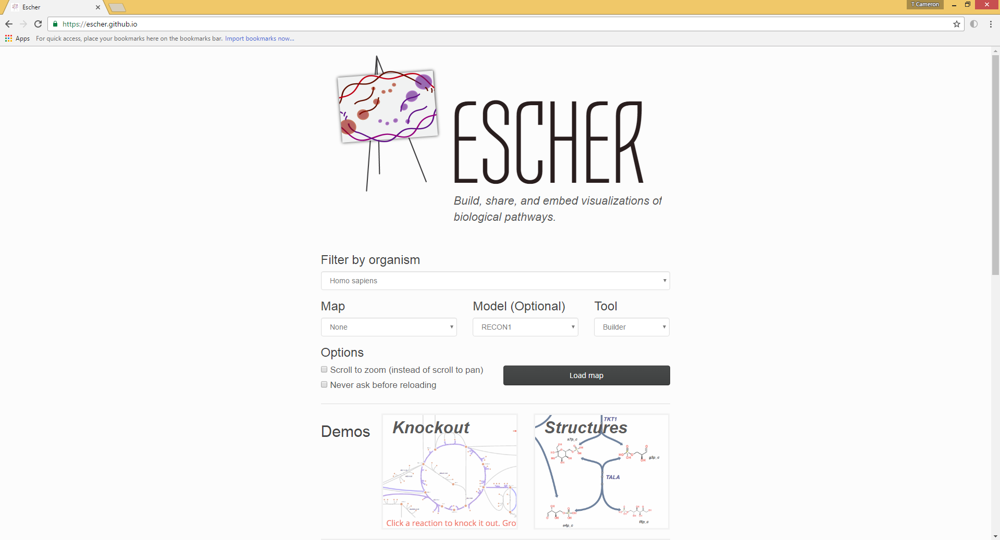 Escher
T Cameron
https://escher.github.io
Apps For quick access, place your bookmarks here on the bookmarks bar. Import bookmarks now...
ESCHER
Build, share, and embed visualizations of
biological pathways.
Filter by organism
Homo sapiens
Map Model (Optional) Tool
None RECON1 Builder
Options
Scroll to zoom (instead of scroll to pan)
Load map
Never ask before reloading
Demos
Knockout
Click a reaction to knock it out. Gro
TKT1
Structures
s7p_c
g3p_c
TALA
e4p_c
f6p_c